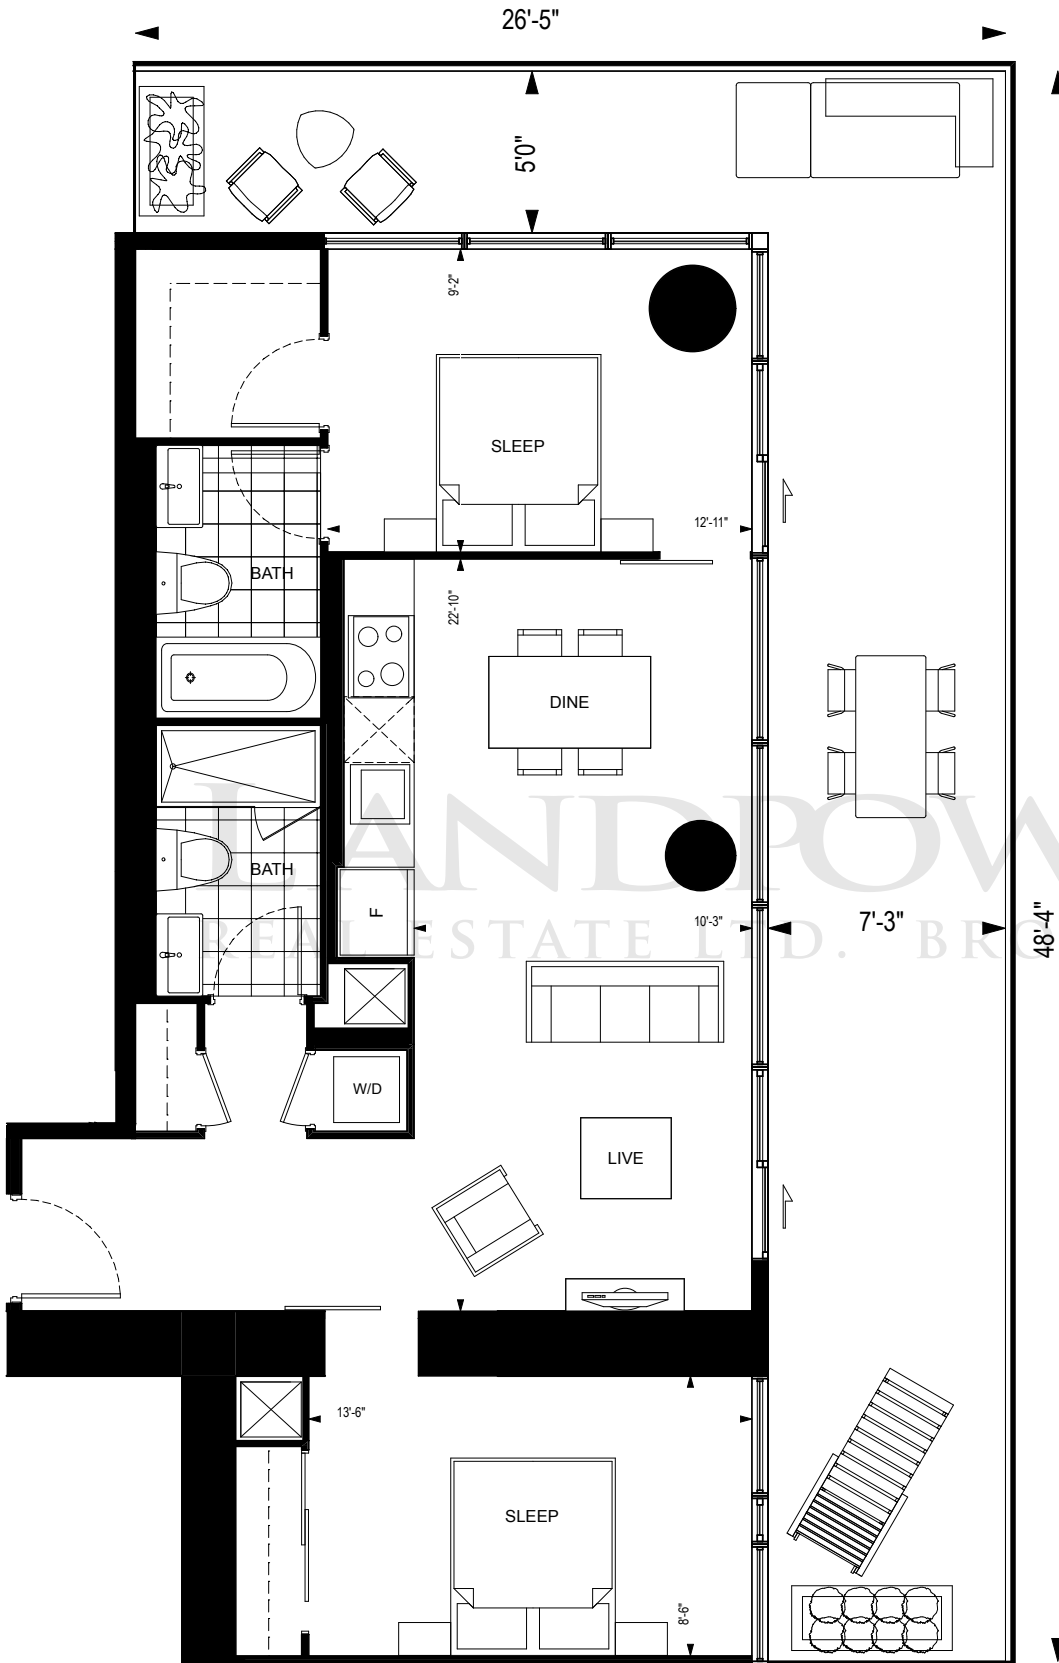 26'-5"
5'0"
9'-2"
SLEEP
12'-11"
BATH
22'-10"
DINE
BATH
F
10'-3"
7'-3"
48'-4"
LANDPOW
REAL ESTATE LTD. BRO
W/D
LIVE
13'-6"
SLEEP
8'-6"